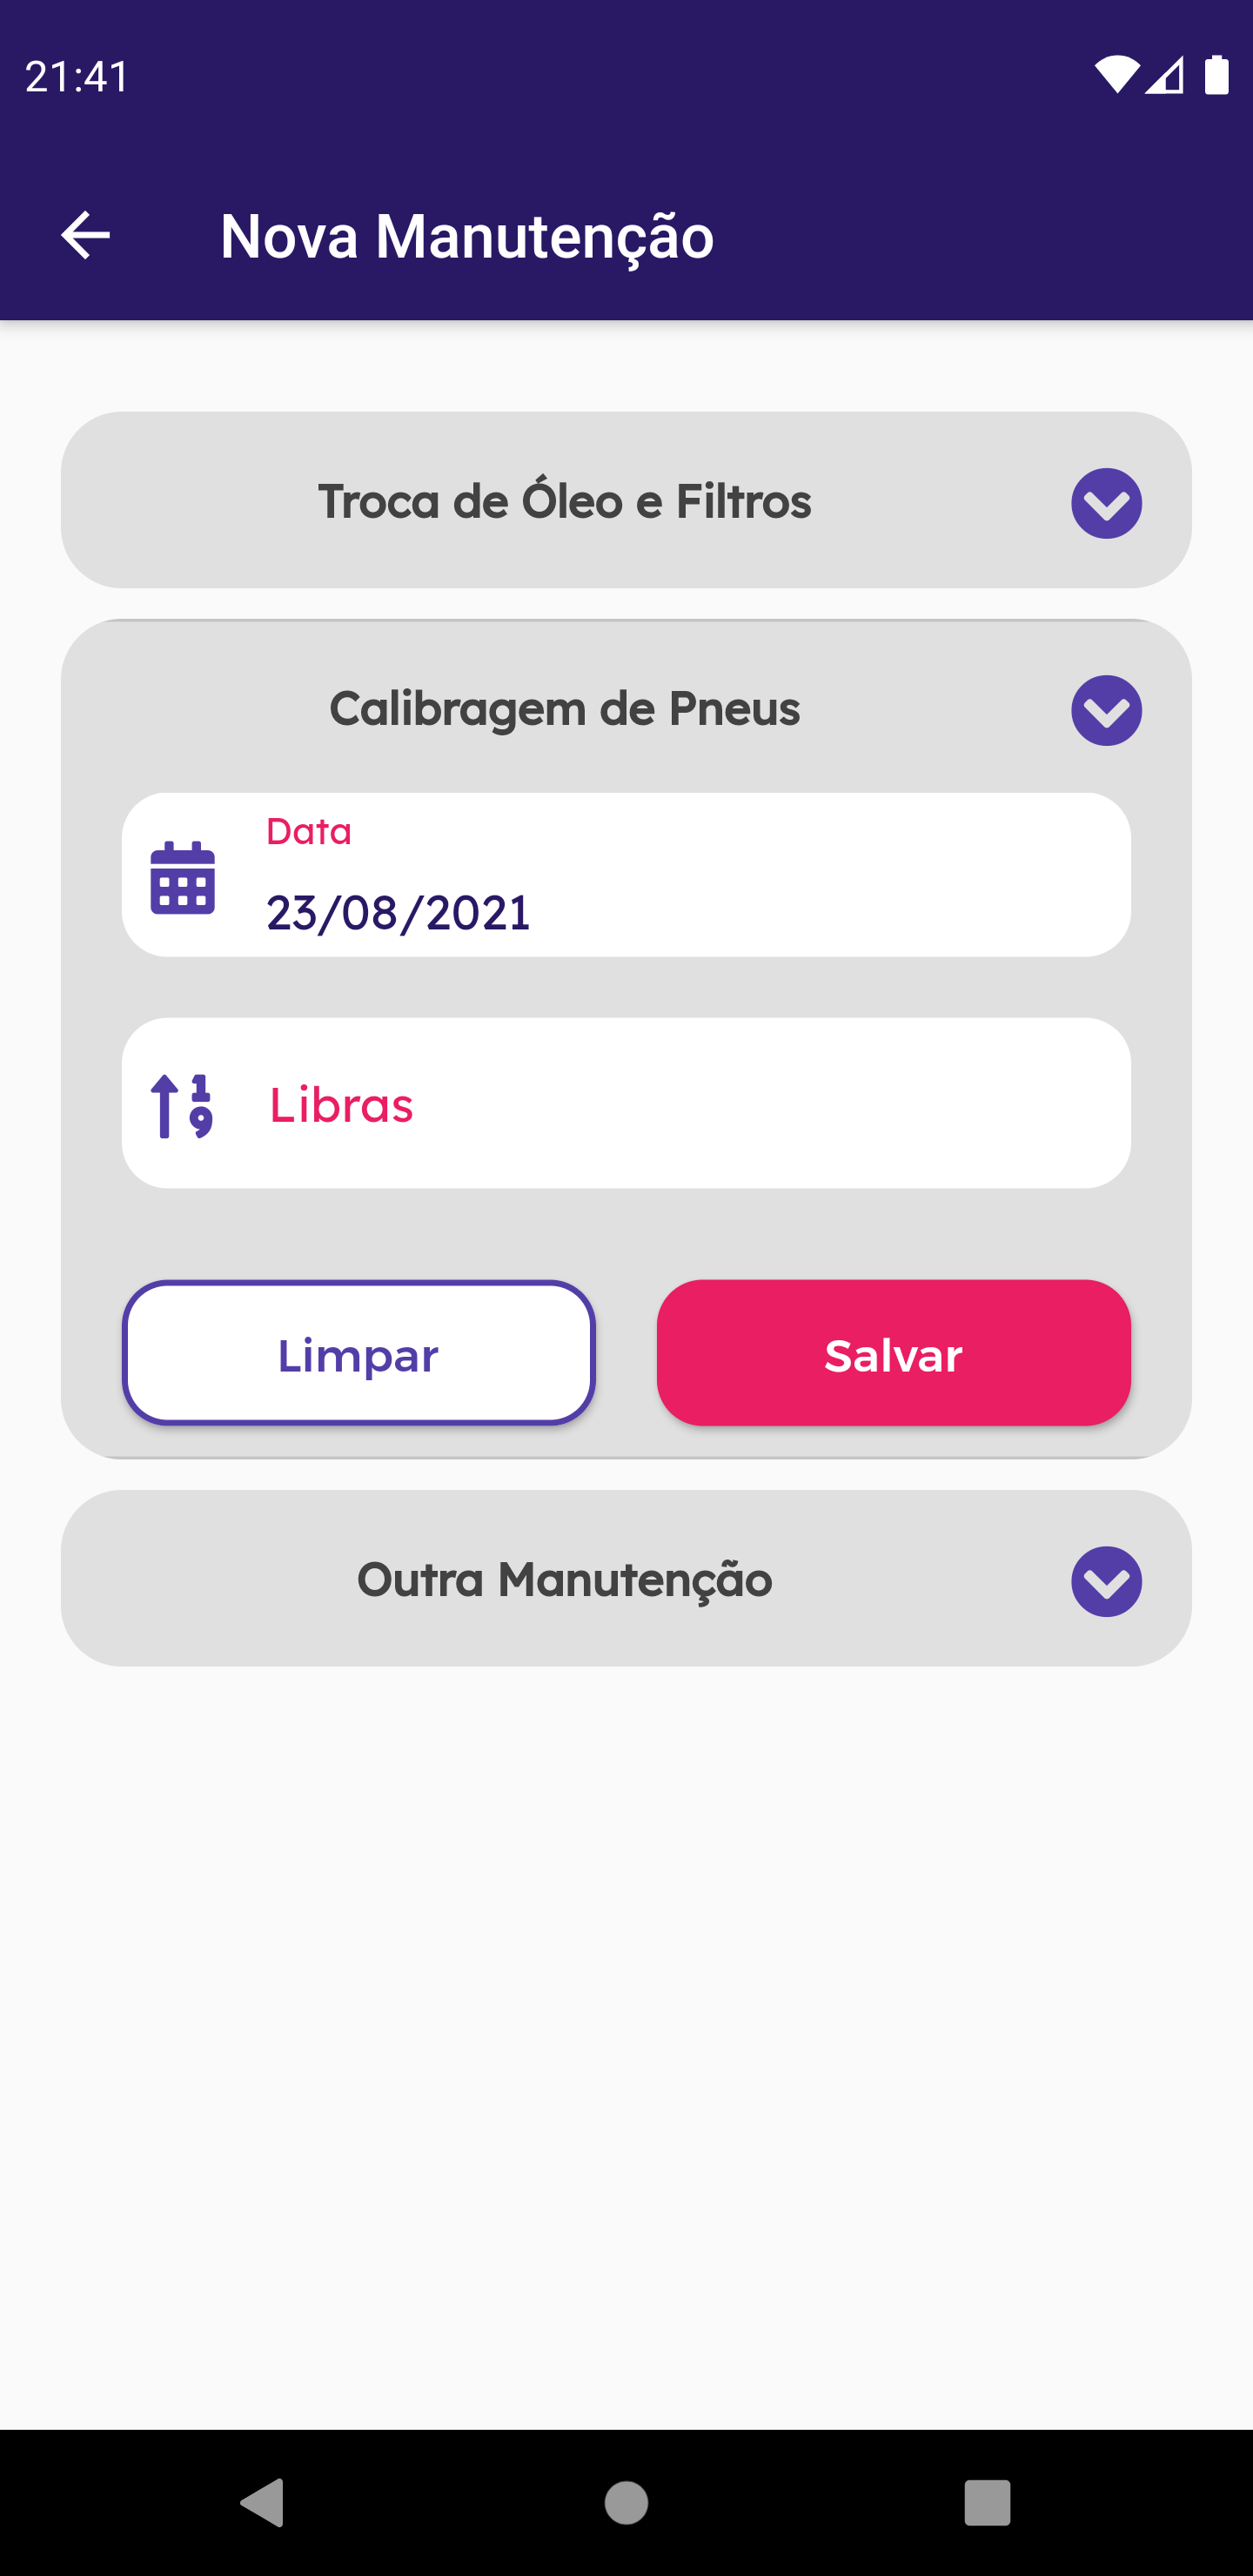 21:41
Nova Manutenção
Troca de Óleo e Filtros
Calibragem de Pneus
Data
23/08/2021
Libras
Limpar
Salvar
Outra Manutenção